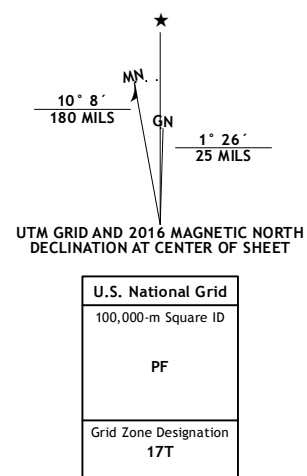 ★
MN
10° 8´
180 MILS
GN
1° 26´
25 MILS
UTM GRID AND 2016 MAGNETIC NORTH
DECLINATION AT CENTER OF SHEET
U.S. National Grid
100,000-m Square ID
PF
Grid Zone Designation
17T